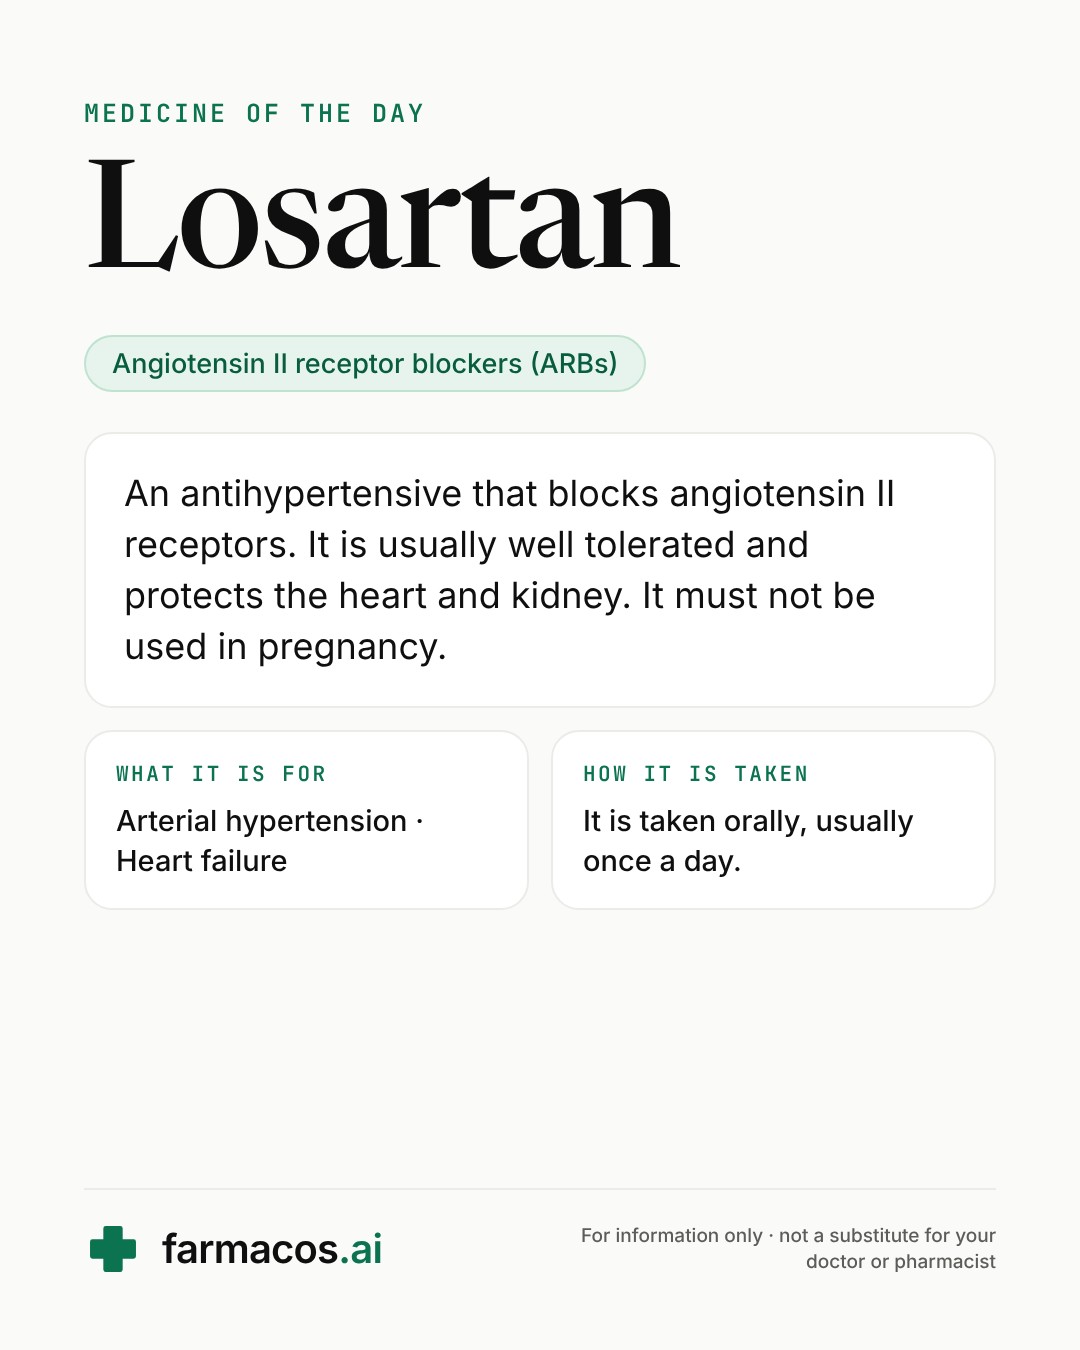 MEDICINE OF THE DAY
Losartan
Angiotensin II receptor blockers (ARBs)
An antihypertensive that blocks angiotensin II
receptors. It is usually well tolerated and
protects the heart and kidney. It must not be
used in pregnancy.
WHAT IT IS FOR
Arterial hypertension ·
Heart failure
HOW IT IS TAKEN
It is taken orally, usually
once a day.
farmacos.ai
For information only · not a substitute for your
doctor or pharmacist